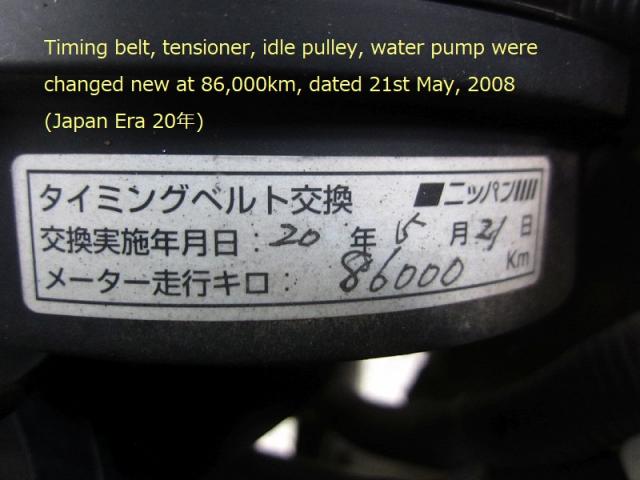 Timing belt, tensioner, idle pulley, water pump were
changed new at 86,000km, dated 21st May, 2008
(Japan Era 20年)
タイミングベルト交換 ニッパン
交換実施年月日：20年 5月21日
メーター走行キロ：86000 Km